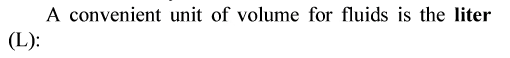 A convenient unit of volume for fluids is the liter
(L):